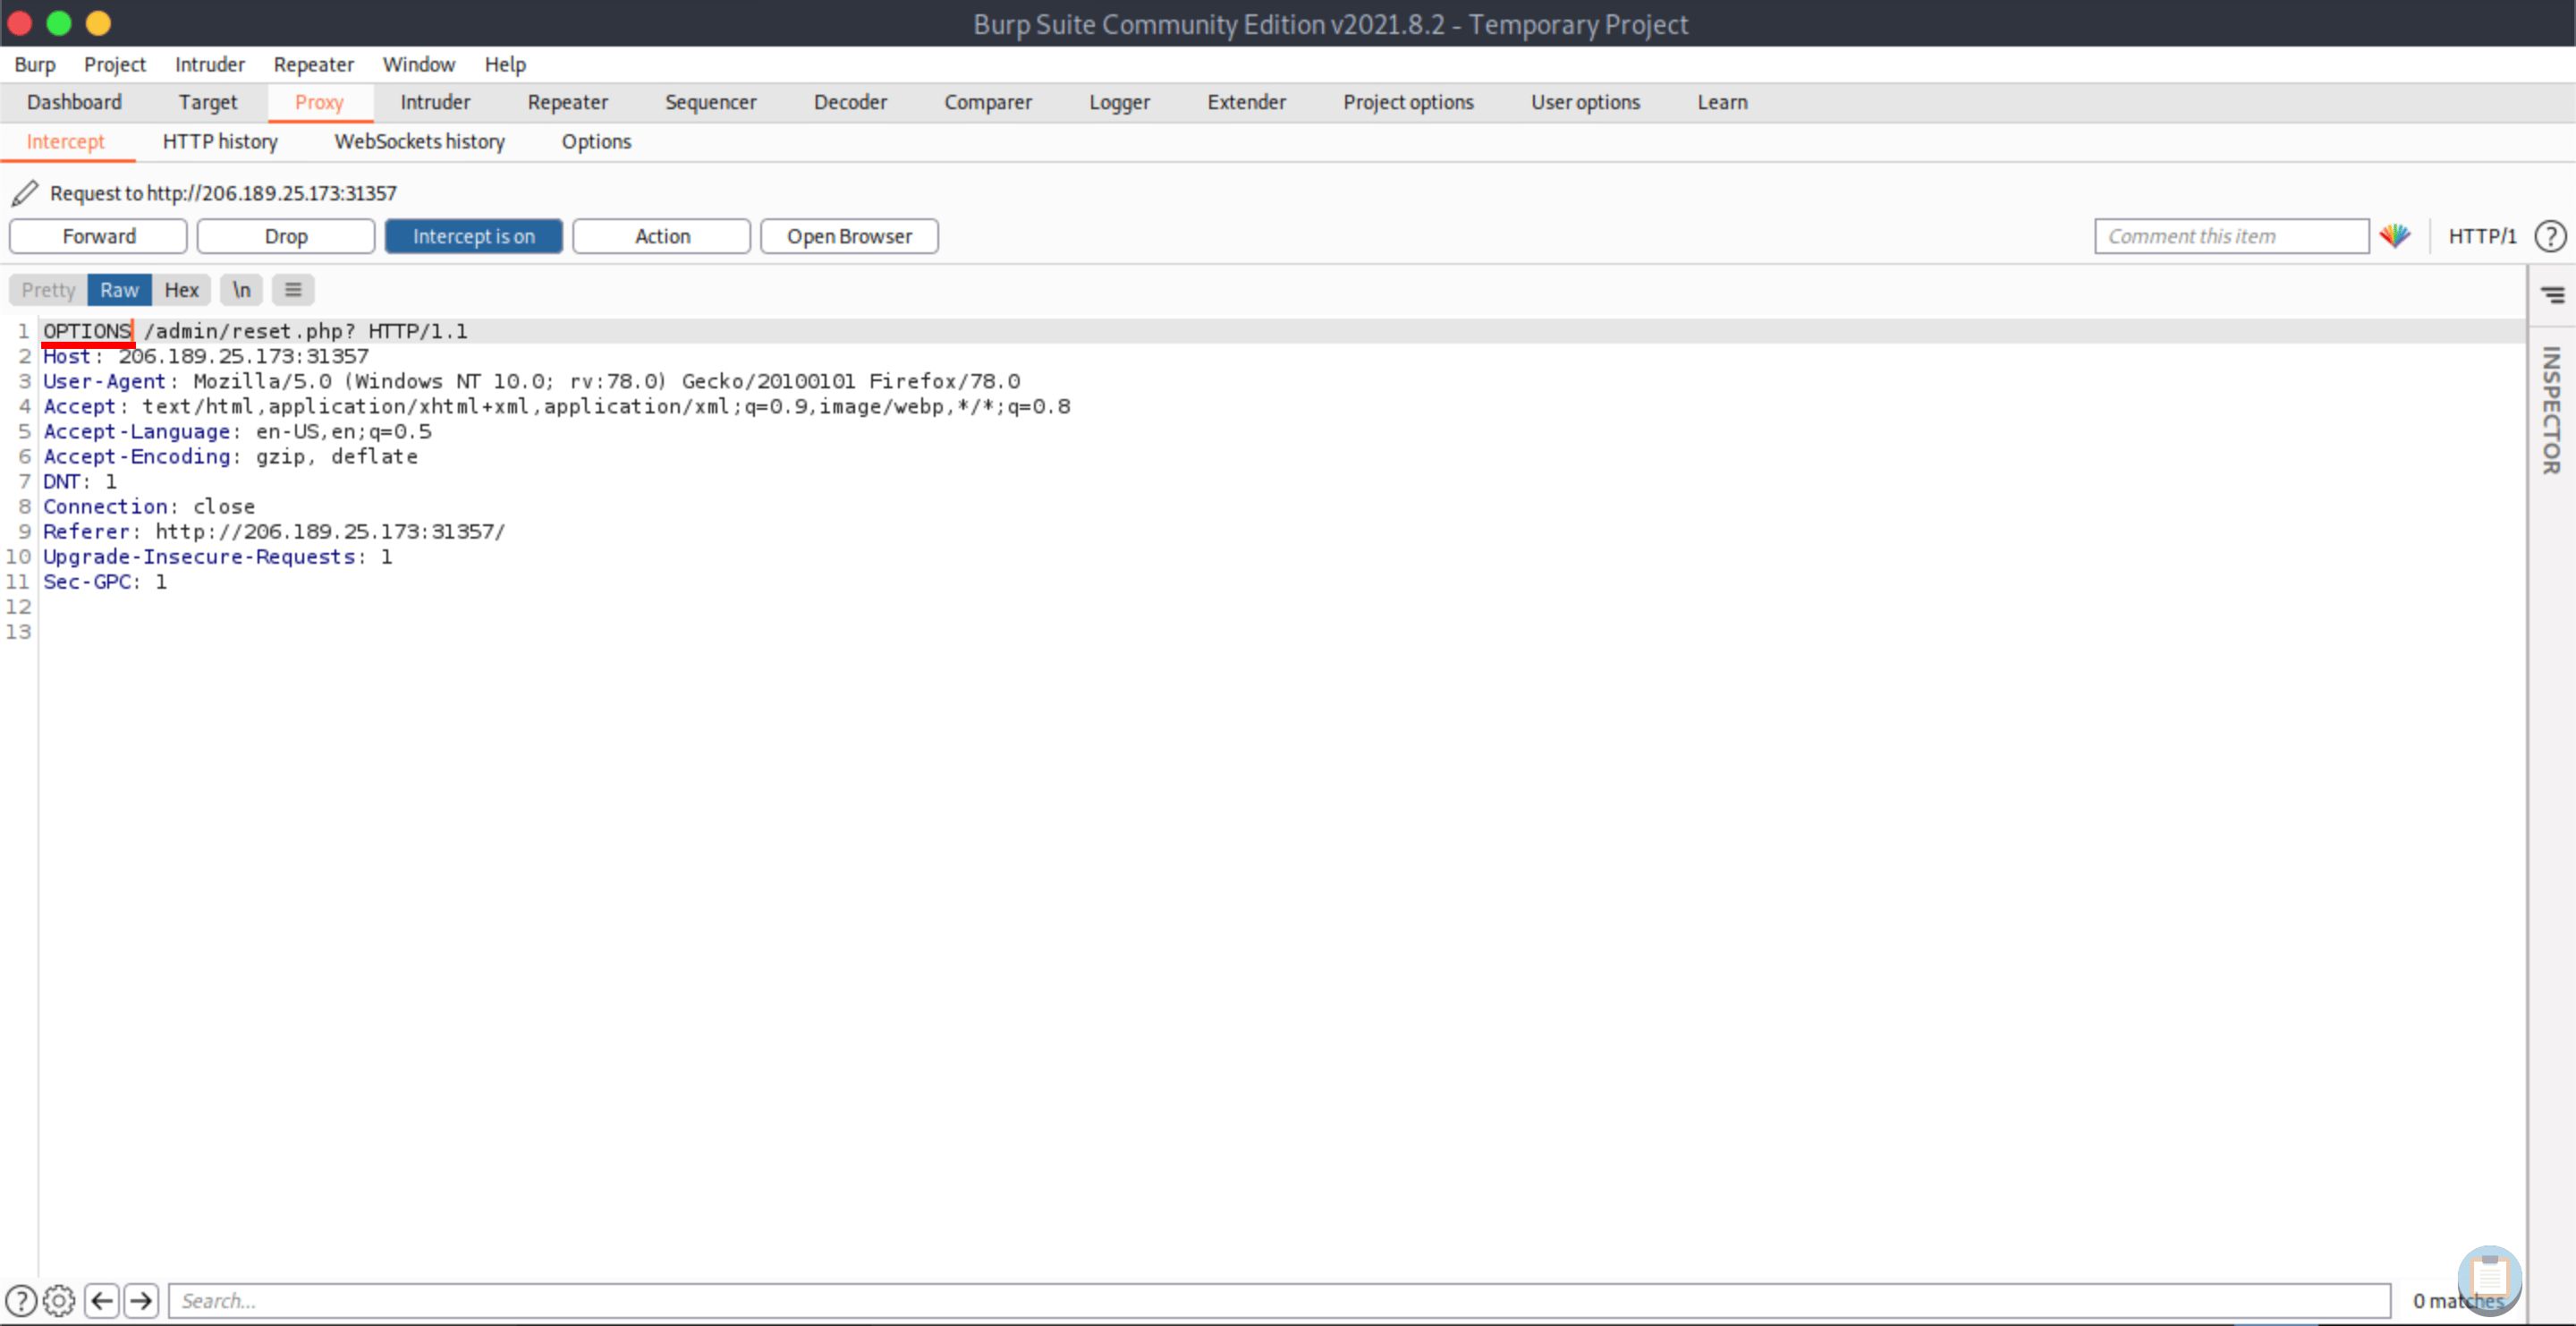 Burp Suite Community Edition v2021.8.2 - Temporary Project
Burp Project Intruder Repeater Window Help
Dashboard Target Proxy Intruder Repeater Sequencer Decoder Comparer Logger Extender Project options User options Learn
Intercept HTTP history WebSockets history Options
Request to http://206.189.25.173:31357
Forward Drop Intercept is on Action Open Browser Comment this item HTTP/1 ?
Pretty Raw Hex \n ≡
INSPECTOR
1 OPTIONS /admin/reset.php? HTTP/1.1
2 Host: 206.189.25.173:31357
3 User-Agent: Mozilla/5.0 (Windows NT 10.0; rv:78.0) Gecko/20100101 Firefox/78.0
4 Accept: text/html,application/xhtml+xml,application/xml;q=0.9,image/webp,*/*;q=0.8
5 Accept-Language: en-US,en;q=0.5
6 Accept-Encoding: gzip, deflate
7 DNT: 1
8 Connection: close
9 Referer: http://206.189.25.173:31357/
10 Upgrade-Insecure-Requests: 1
11 Sec-GPC: 1
12
13
? Search... 0 matches